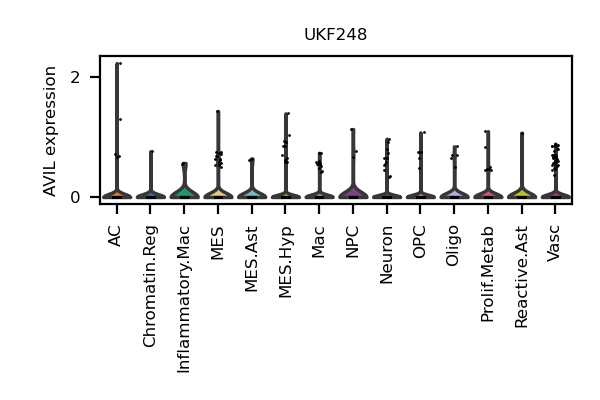 UKF248
AVIL expression
2
0
AC
Chromatin.Reg
Inflammatory.Mac
MES
MES.Ast
MES.Hyp
Mac
NPC
Neuron
OPC
Oligo
Prolif.Metab
Reactive.Ast
Vasc